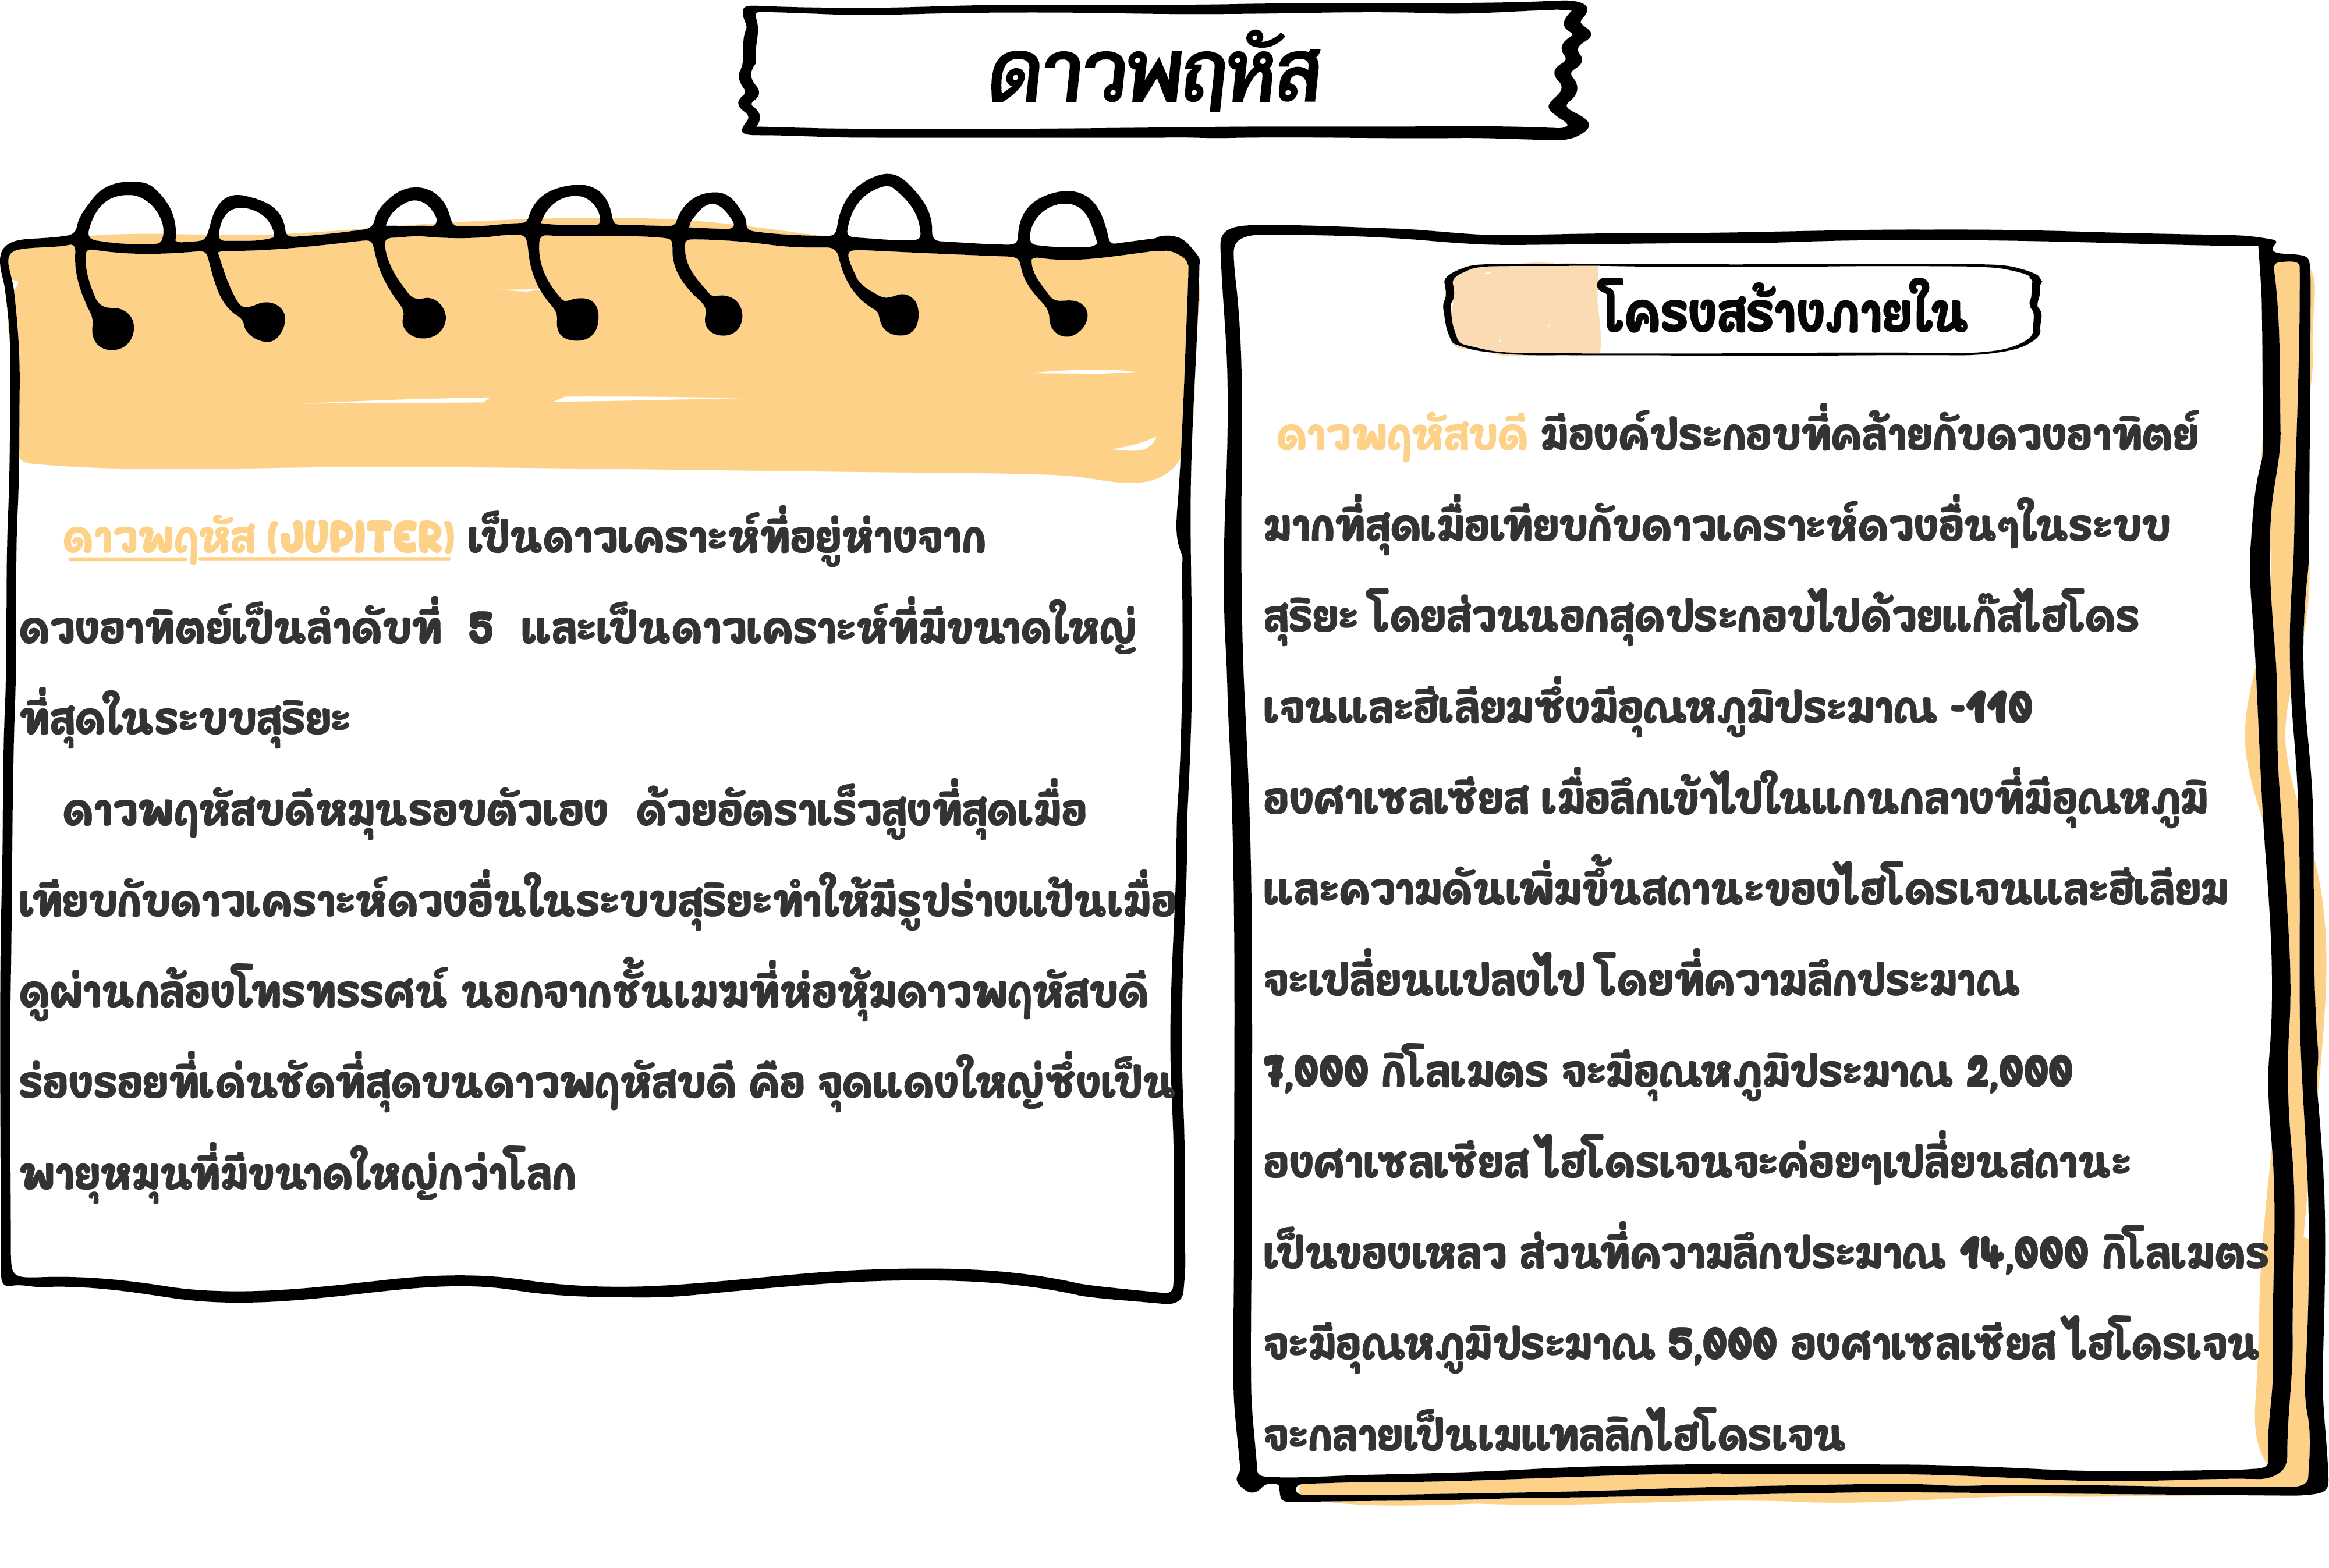 ดาวพฤหัส
ดาวพฤหัส (JUPITER) เป็นดาวเคราะห์ที่อยู่ห่างจาก
ดวงอาทิตย์เป็นลำดับที่ 5 และเป็นดาวเคราะห์ที่มีขนาดใหญ่
ที่สุดในระบบสุริยะ
ดาวพฤหัสบดีหมุนรอบตัวเอง ด้วยอัตราเร็วสูงที่สุดเมื่อ
เทียบกับดาวเคราะห์ดวงอื่นในระบบสุริยะทำให้มีรูปร่างแป้นเมื่อ
ดูผ่านกล้องโทรทรรศน์ นอกจากชั้นเมฆที่ห่อหุ้มดาวพฤหัสบดี
ร่องรอยที่เด่นชัดที่สุดบนดาวพฤหัสบดี คือ จุดแดงใหญ่ซึ่งเป็น
พายุหมุนที่มีขนาดใหญ่กว่าโลก
โครงสร้างภายใน
ดาวพฤหัสบดี มีองค์ประกอบที่คล้ายกับดวงอาทิตย์
มากที่สุดเมื่อเทียบกับดาวเคราะห์ดวงอื่นๆในระบบ
สุริยะ โดยส่วนนอกสุดประกอบไปด้วยแก๊สไฮโดร
เจนและฮีเลียมซึ่งมีอุณหภูมิประมาณ -110
องศาเซลเซียส เมื่อลึกเข้าไปในแกนกลางที่มีอุณหภูมิ
และความดันเพิ่มขึ้นสถานะของไฮโดรเจนและฮีเลียม
จะเปลี่ยนแปลงไป โดยที่ความลึกประมาณ
7,000 กิโลเมตร จะมีอุณหภูมิประมาณ 2,000
องศาเซลเซียส ไฮโดรเจนจะค่อยๆเปลี่ยนสถานะ
เป็นของเหลว ส่วนที่ความลึกประมาณ 14,000 กิโลเมตร
จะมีอุณหภูมิประมาณ 5,000 องศาเซลเซียส ไฮโดรเจน
จะกลายเป็นเมแทลลิกไฮโดรเจน